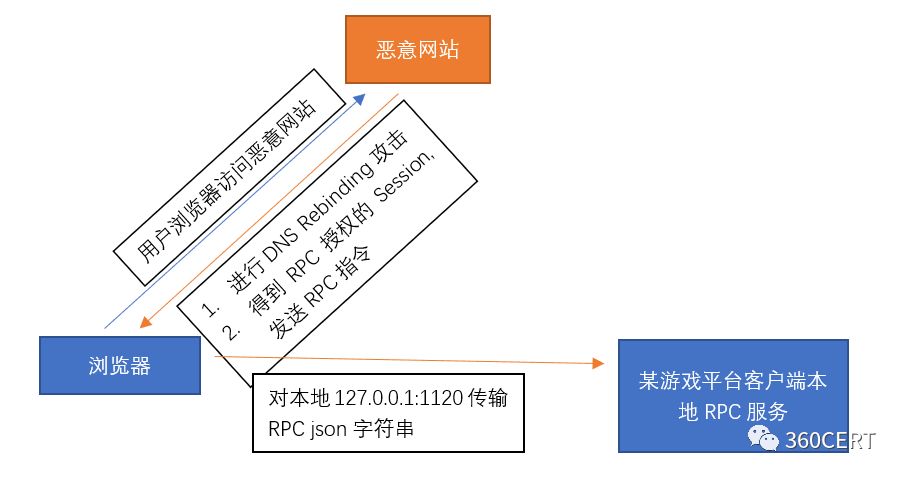 恶意网站
用户浏览器访问恶意网站
1. 进行 DNS Rebinding 攻击
2. 得到 RPC 授权的 Session,
发送 RPC 指令
浏览器
对本地 127.0.0.1:1120 传输
RPC json 字符串
某游戏平台客户端本
地 RPC 服务
360CERT